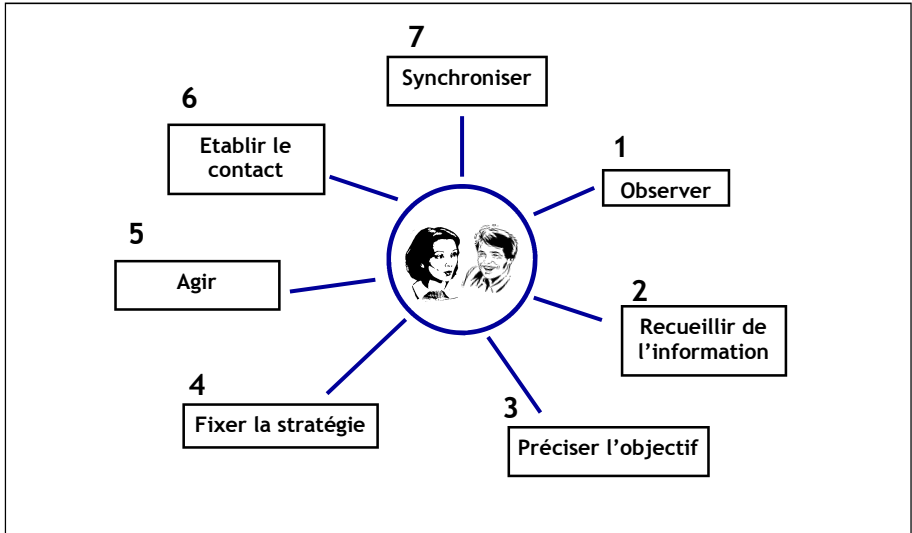 7
Synchroniser
6
Etablir le
contact
1
Observer
5
Agir
2
Recueillir de
l’information
4
Fixer la stratégie
3
Préciser l’objectif